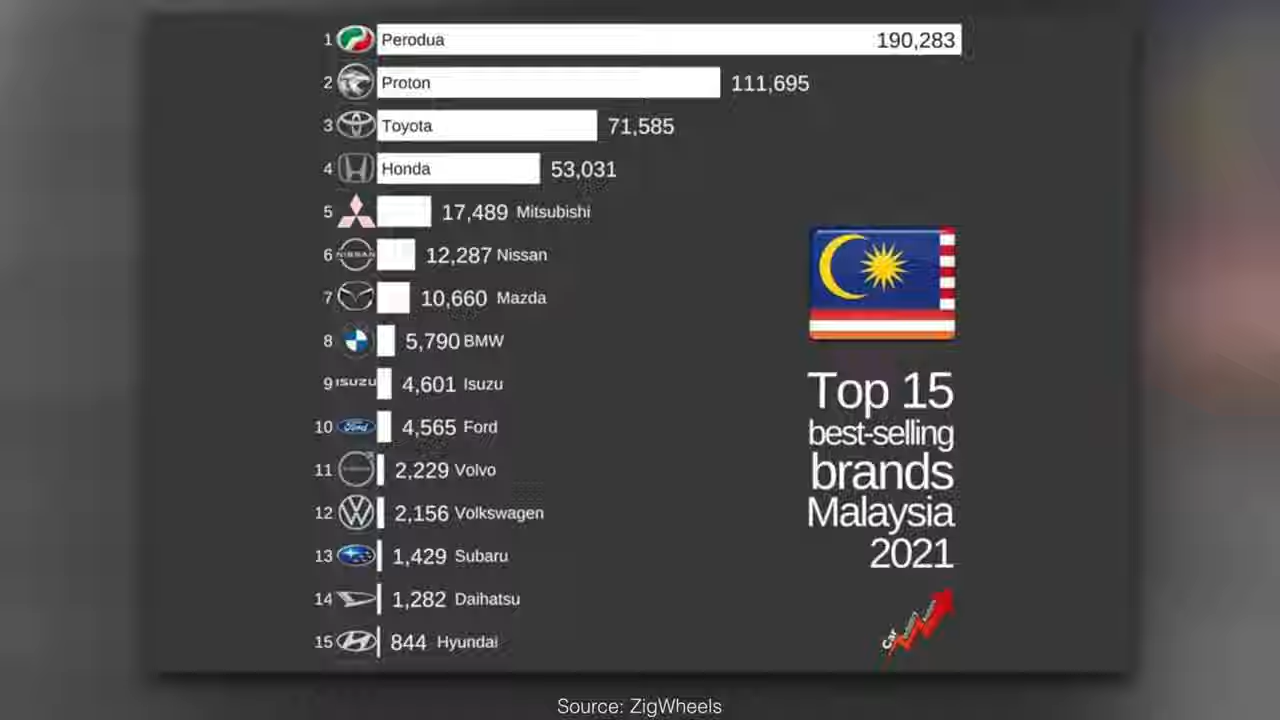 1 Perodua 190,283
2 Proton 111,695
3 Toyota 71,585
4 Honda 53,031
5 17,489 Mitsubishi
6 NISSAN 12,287 Nissan
7 10,660 Mazda
8 5,790 BMW
9 ISUZU 4,601 Isuzu
10 Ford 4,565 Ford
11 2,229 Volvo
12 2,156 Volkswagen
13 1,429 Subaru
14 1,282 Daihatsu
15 844 Hyundai
Top 15
best-selling
brands
Malaysia
2021
Car
Source: ZigWheels